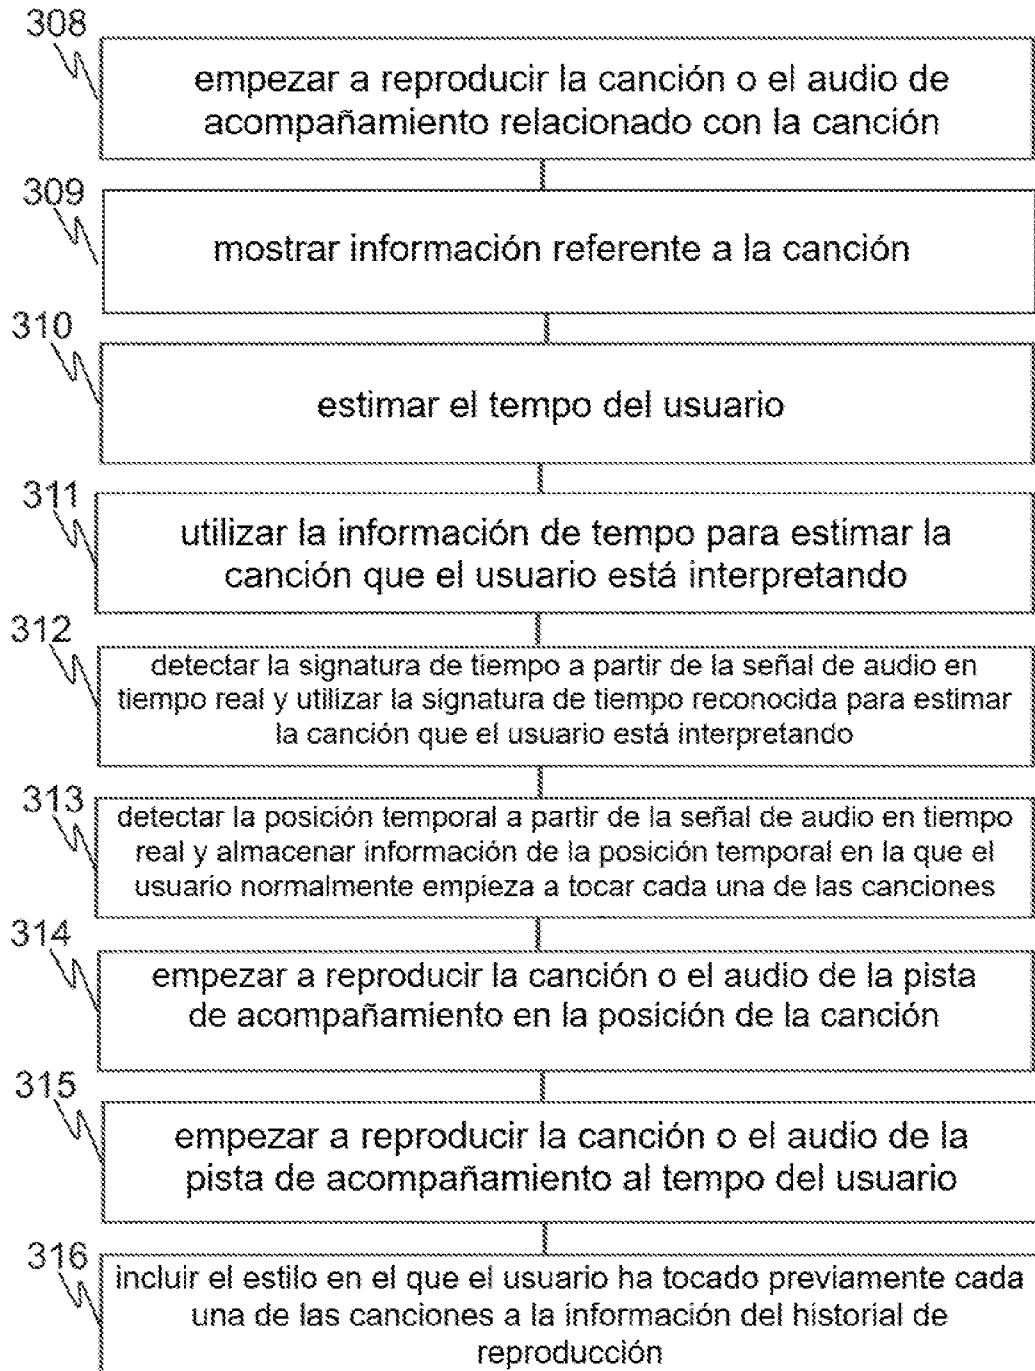 308
empezar a reproducir la canción o el audio de
acompañamiento relacionado con la canción
309
mostrar información referente a la canción
310
estimar el tempo del usuario
311
utilizar la información de tempo para estimar la
canción que el usuario está interpretando
312
detectar la signatura de tiempo a partir de la señal de audio en
tiempo real y utilizar la signatura de tiempo reconocida para estimar
la canción que el usuario está interpretando
313
detectar la posición temporal a partir de la señal de audio en tiempo
real y almacenar información de la posición temporal en la que el
usuario normalmente empieza a tocar cada una de las canciones
314
empezar a reproducir la canción o el audio de la pista
de acompañamiento en la posición de la canción
315
empezar a reproducir la canción o el audio de la
pista de acompañamiento al tempo del usuario
316
incluir el estilo en el que el usuario ha tocado previamente cada
una de las canciones a la información del historial de
reproducción